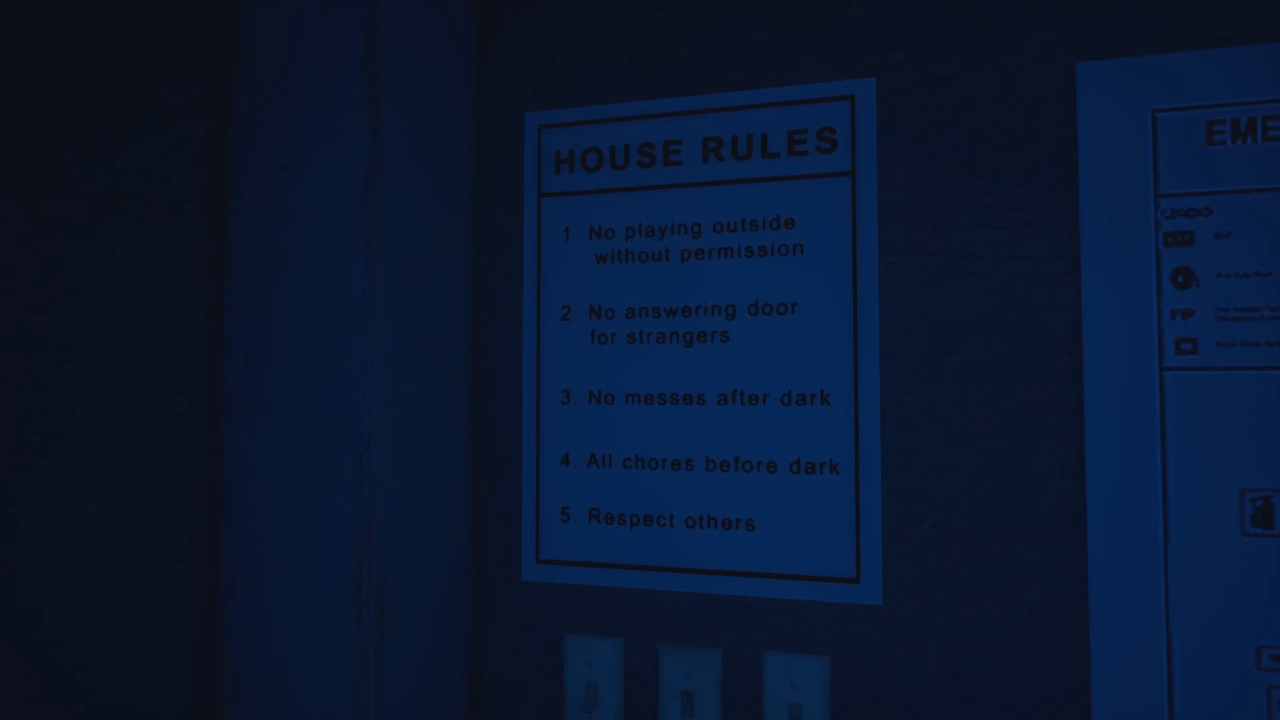 HOUSE RULES
1. No playing outside
without permission
2. No answering door
for strangers
3. No messes after dark
4. All chores before dark
5. Respect others
EME